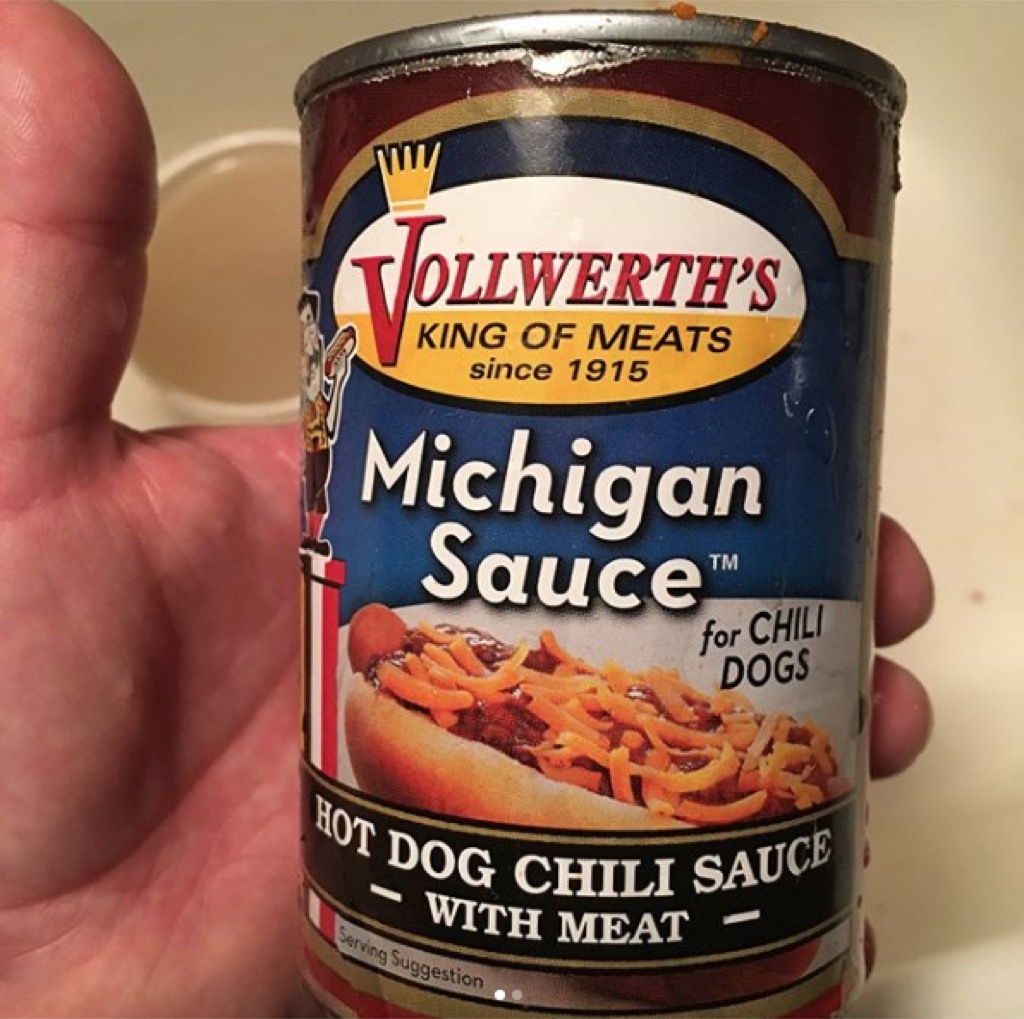 VOLLWERTH'S
KING OF MEATS
since 1915
Michigan
Sauce™
for CHILI
DOGS
HOT DOG CHILI SAUCE
— WITH MEAT —
Serving Suggestion